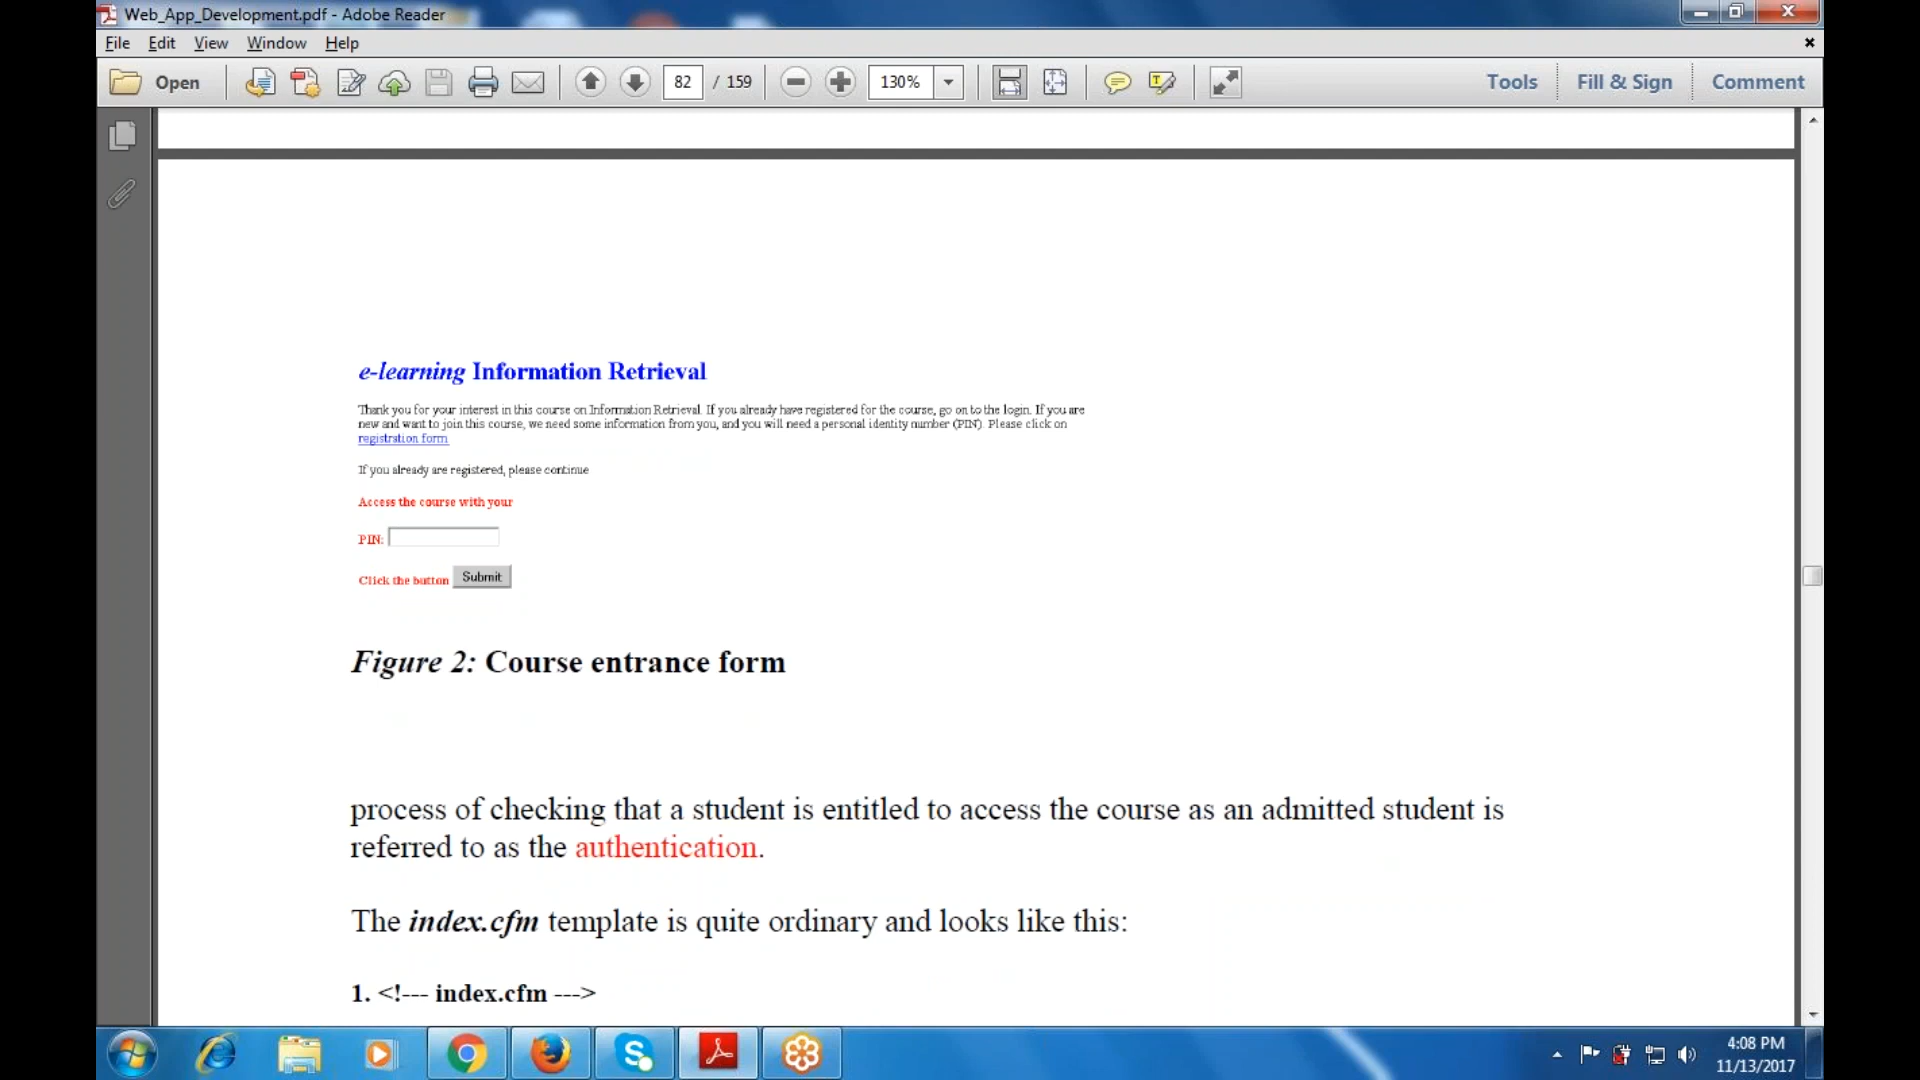 Web_App_Development.pdf - Adobe Reader
File Edit View Window Help
Open 82 / 159 130% Tools Fill & Sign Comment
e-learning Information Retrieval
Thank you for your interest in this course on Information Retrieval. If you already have registered for the course, go on to the login. If you are
new and want to join this course, we need some information from you, and you will need a personal identity number (PIN). Please click on
registration form
If you already are registered, please continue
Access the course with your
PIN:
Click the button Submit
Figure 2: Course entrance form
process of checking that a student is entitled to access the course as an admitted student is
referred to as the authentication.
The index.cfm template is quite ordinary and looks like this:
1. <!--- index.cfm --->
4:08 PM
11/13/2017